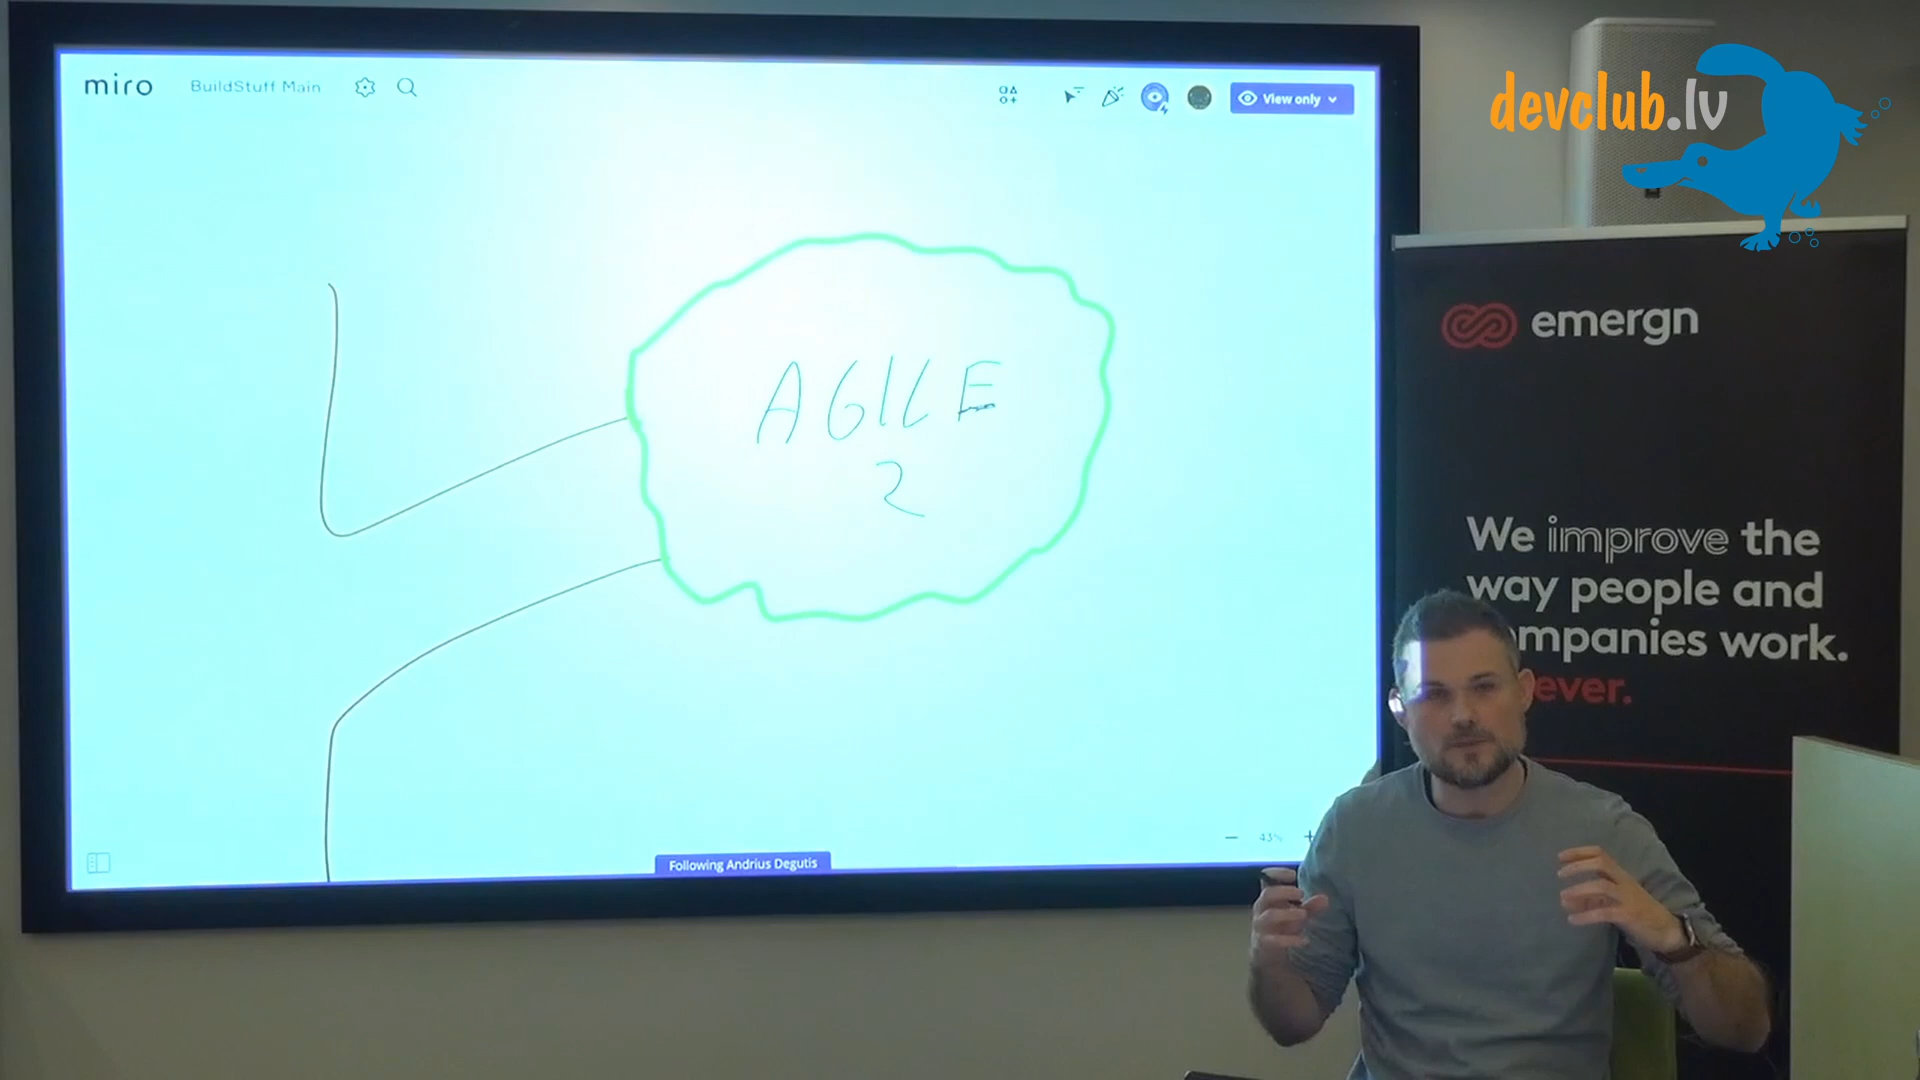 miro BuildStuff Main
View only
AGILE
2
43%
Following Andrius Degutis
devclub.lv
emergn
We improve the
way people and
mpanies work.
ever.